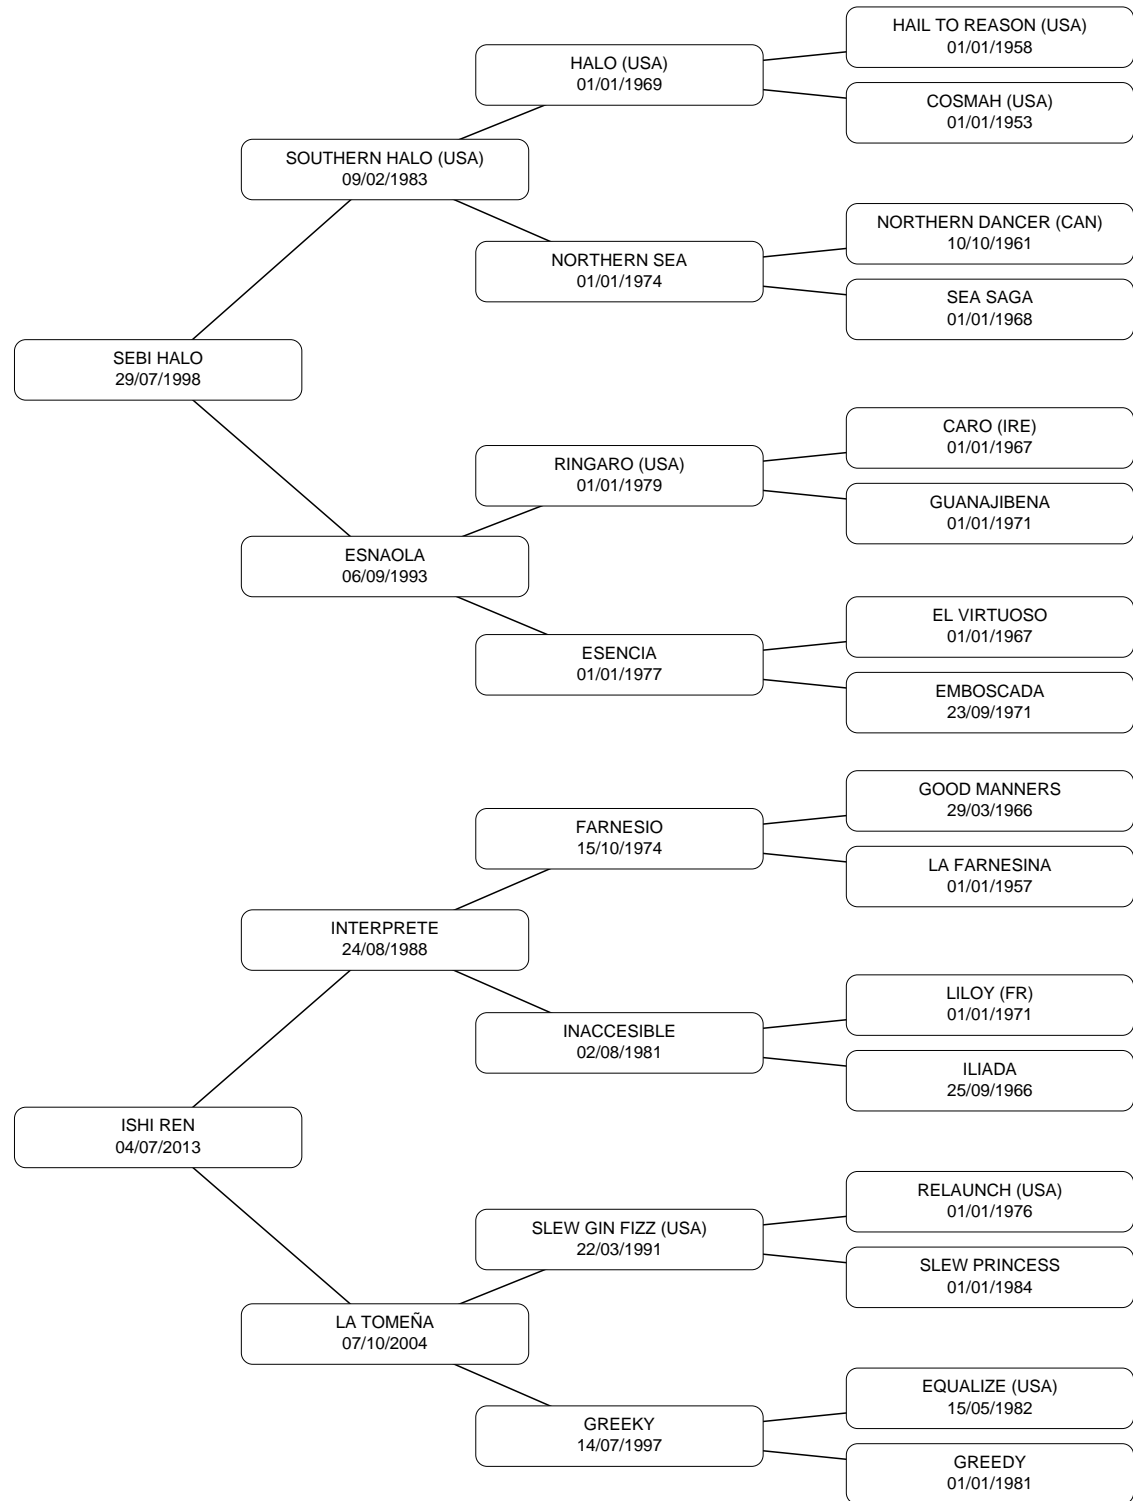 HAIL TO REASON (USA)
01/01/1958
HALO (USA)
01/01/1969
COSMAH (USA)
01/01/1953
SOUTHERN HALO (USA)
09/02/1983
NORTHERN DANCER (CAN)
10/10/1961
NORTHERN SEA
01/01/1974
SEA SAGA
01/01/1968
SEBI HALO
29/07/1998
CARO (IRE)
01/01/1967
RINGARO (USA)
01/01/1979
GUANAJIBENA
01/01/1971
ESNAOLA
06/09/1993
EL VIRTUOSO
01/01/1967
ESENCIA
01/01/1977
EMBOSCADA
23/09/1971
GOOD MANNERS
29/03/1966
FARNESIO
15/10/1974
LA FARNESINA
01/01/1957
INTERPRETE
24/08/1988
LILOY (FR)
01/01/1971
INACCESIBLE
02/08/1981
ILIADA
25/09/1966
ISHI REN
04/07/2013
RELAUNCH (USA)
01/01/1976
SLEW GIN FIZZ (USA)
22/03/1991
SLEW PRINCESS
01/01/1984
LA TOMEÑA
07/10/2004
EQUALIZE (USA)
15/05/1982
GREEKY
14/07/1997
GREEDY
01/01/1981